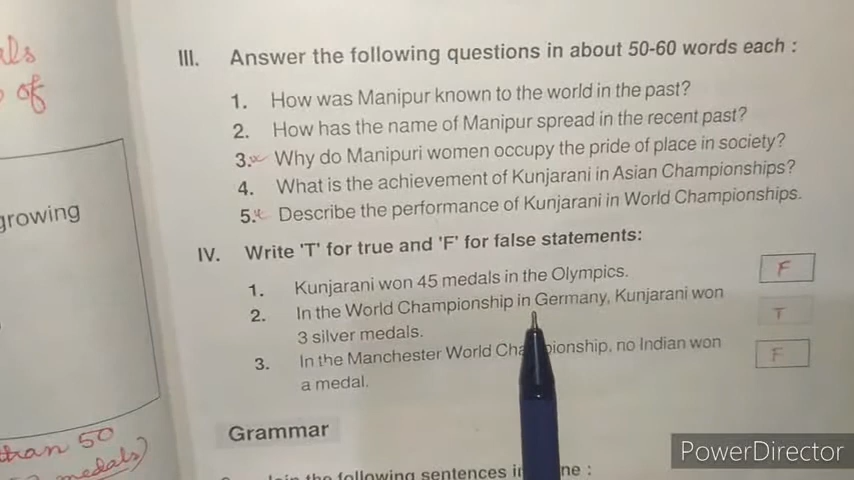 als
of
growing
than 50
medals)
III. Answer the following questions in about 50-60 words each :
1. How was Manipur known to the world in the past?
2. How has the name of Manipur spread in the recent past?
3. Why do Manipuri women occupy the pride of place in society?
4. What is the achievement of Kunjarani in Asian Championships?
5. Describe the performance of Kunjarani in World Championships.
IV. Write 'T' for true and 'F' for false statements:
1. Kunjarani won 45 medals in the Olympics. F
2. In the World Championship in Germany, Kunjarani won
3 silver medals. T
3. In the Manchester World Championship, no Indian won F
a medal.
Grammar
the following sentences
PowerDirector